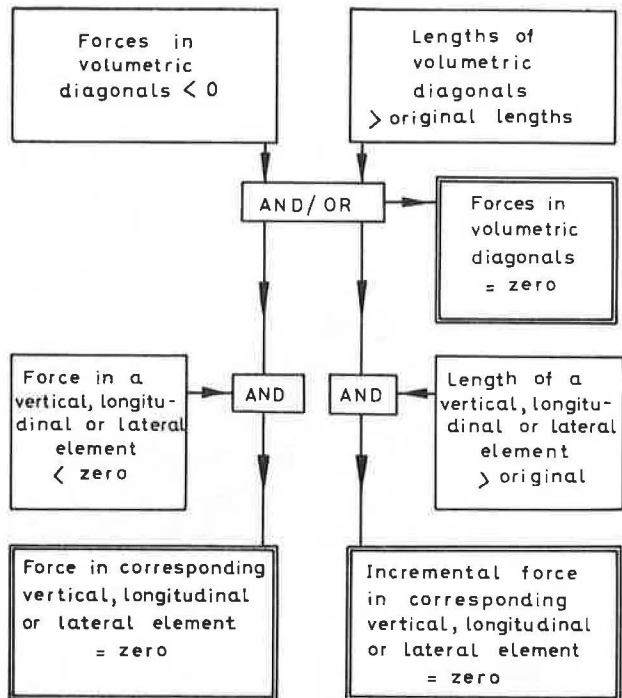 Forces in
volumetric
diagonals < 0
Lengths of
volumetric
diagonals
> original lengths
AND/OR
Forces in
volumetric
diagonals
= zero
Force in a
vertical, longitu-
dinal or lateral
element
< zero
AND
AND
Length of a
vertical, longitu-
dinal or lateral
element
> original
Force in corresponding
vertical, longitudinal
or lateral element
= zero
Incremental force
in corresponding
vertical, longitudinal
or lateral element
= zero